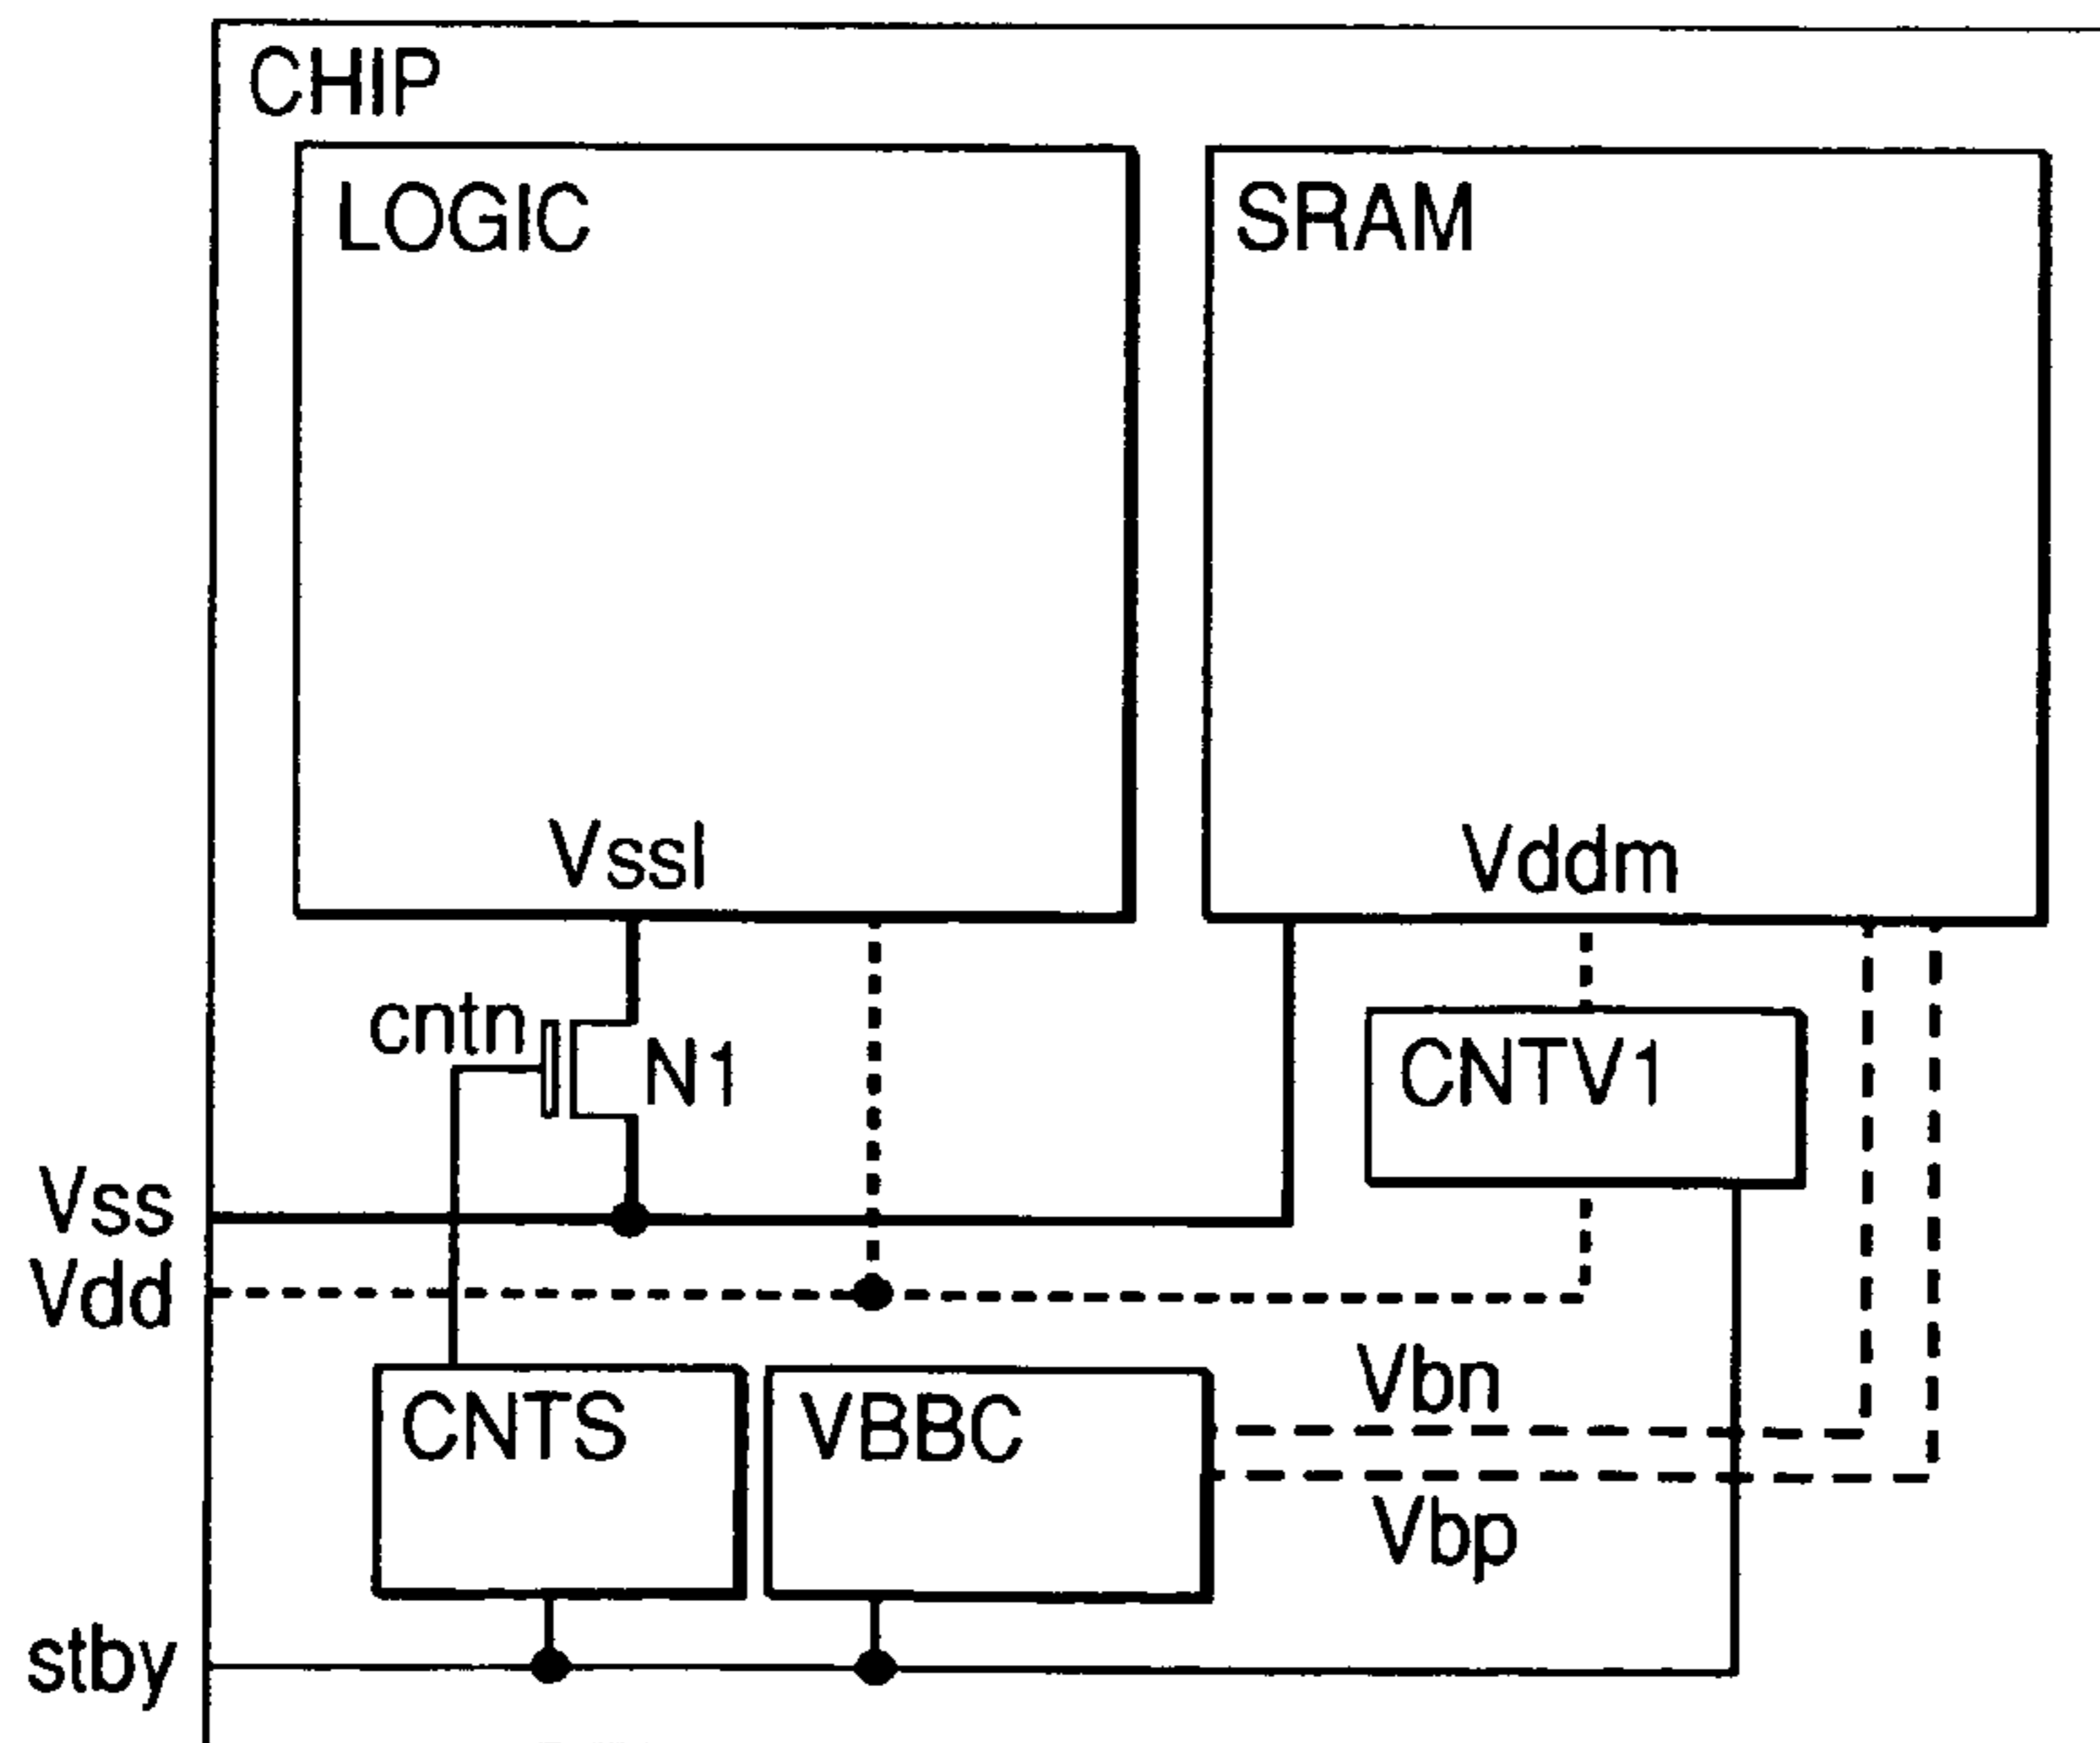 CHIP
LOGIC
SRAM
Vssl
Vddm
cntn
N1
CNTV1
Vss
Vdd
Vbn
CNTS
VBBC
Vbp
stby